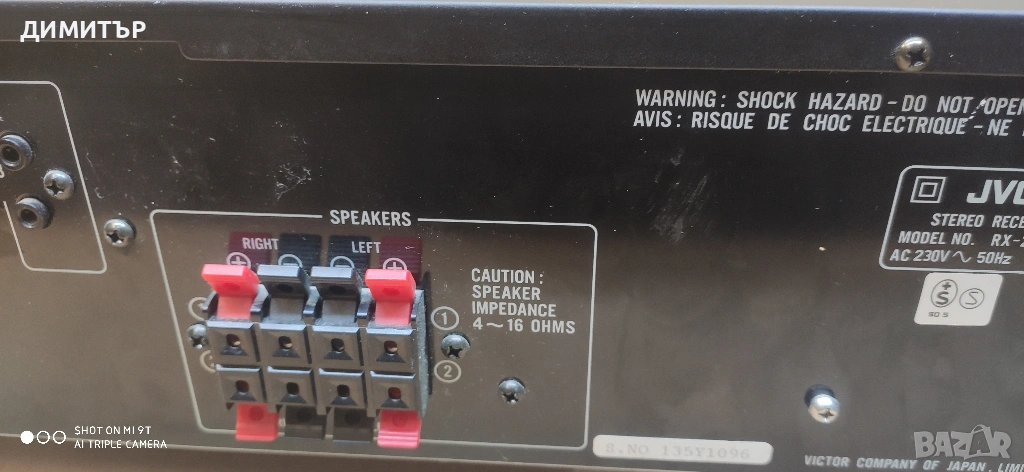 ДИМИТЪР
WARNING: SHOCK HAZARD – DO NOT OPEN
AVIS: RISQUE DE CHOC ELECTRIQUE – NE
SPEAKERS
RIGHT LEFT
CAUTION:
SPEAKER
IMPEDANCE
4~16 OHMS
1
2
JVC
STEREO
MODEL NO. RX-
AC 230V ~ 50Hz
S
S.NO 135Y1096
VICTOR COMPANY OF JAPAN,
SHOT ON MI 9T
AI TRIPLE CAMERA
BAZAR